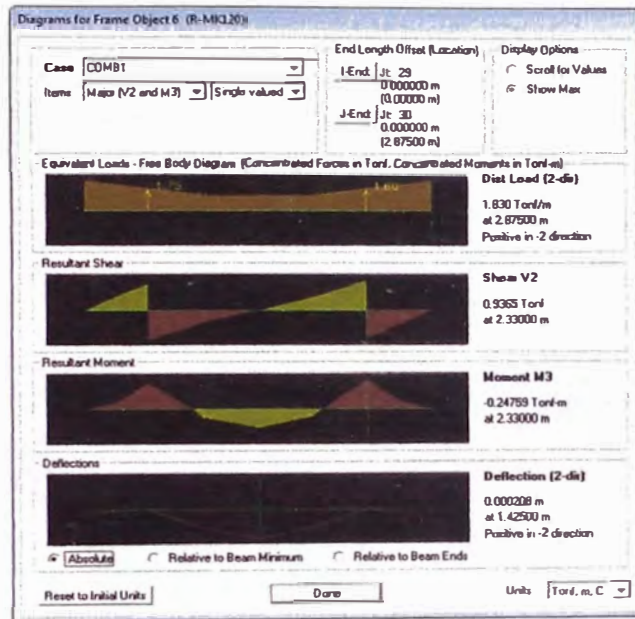 Diagrams for Frame Object 6 (R-MK120)
Case COMB1
Items Major (V2 and M3) Single valued
End Length Offset (Location)
I-End: Jt: 29
0.000000 m
(0.00000 m)
J-End: Jt: 30
0.000000 m
(2.87500 m)
Display Options
Scroll for Values
Show Max
Equivalent Loads - Free Body Diagram (Concentrated Forces in Tonf, Concentrated Moments in Tonf-m)
Dist Load (2-dir)
1.830 Tonf/m
at 2.87500 m
Positive in -2 direction
Resultant Shear
Shear V2
0.9365 Tonf
at 2.33000 m
Resultant Moment
Moment M3
-0.24759 Tonf-m
at 2.33000 m
Deflections
Deflection (2-dir)
0.000208 m
at 1.42500 m
Positive in -2 direction
Absolute
Relative to Beam Minimum
Relative to Beam Ends
Reset to Initial Units
Done
Units Tonf, m, C